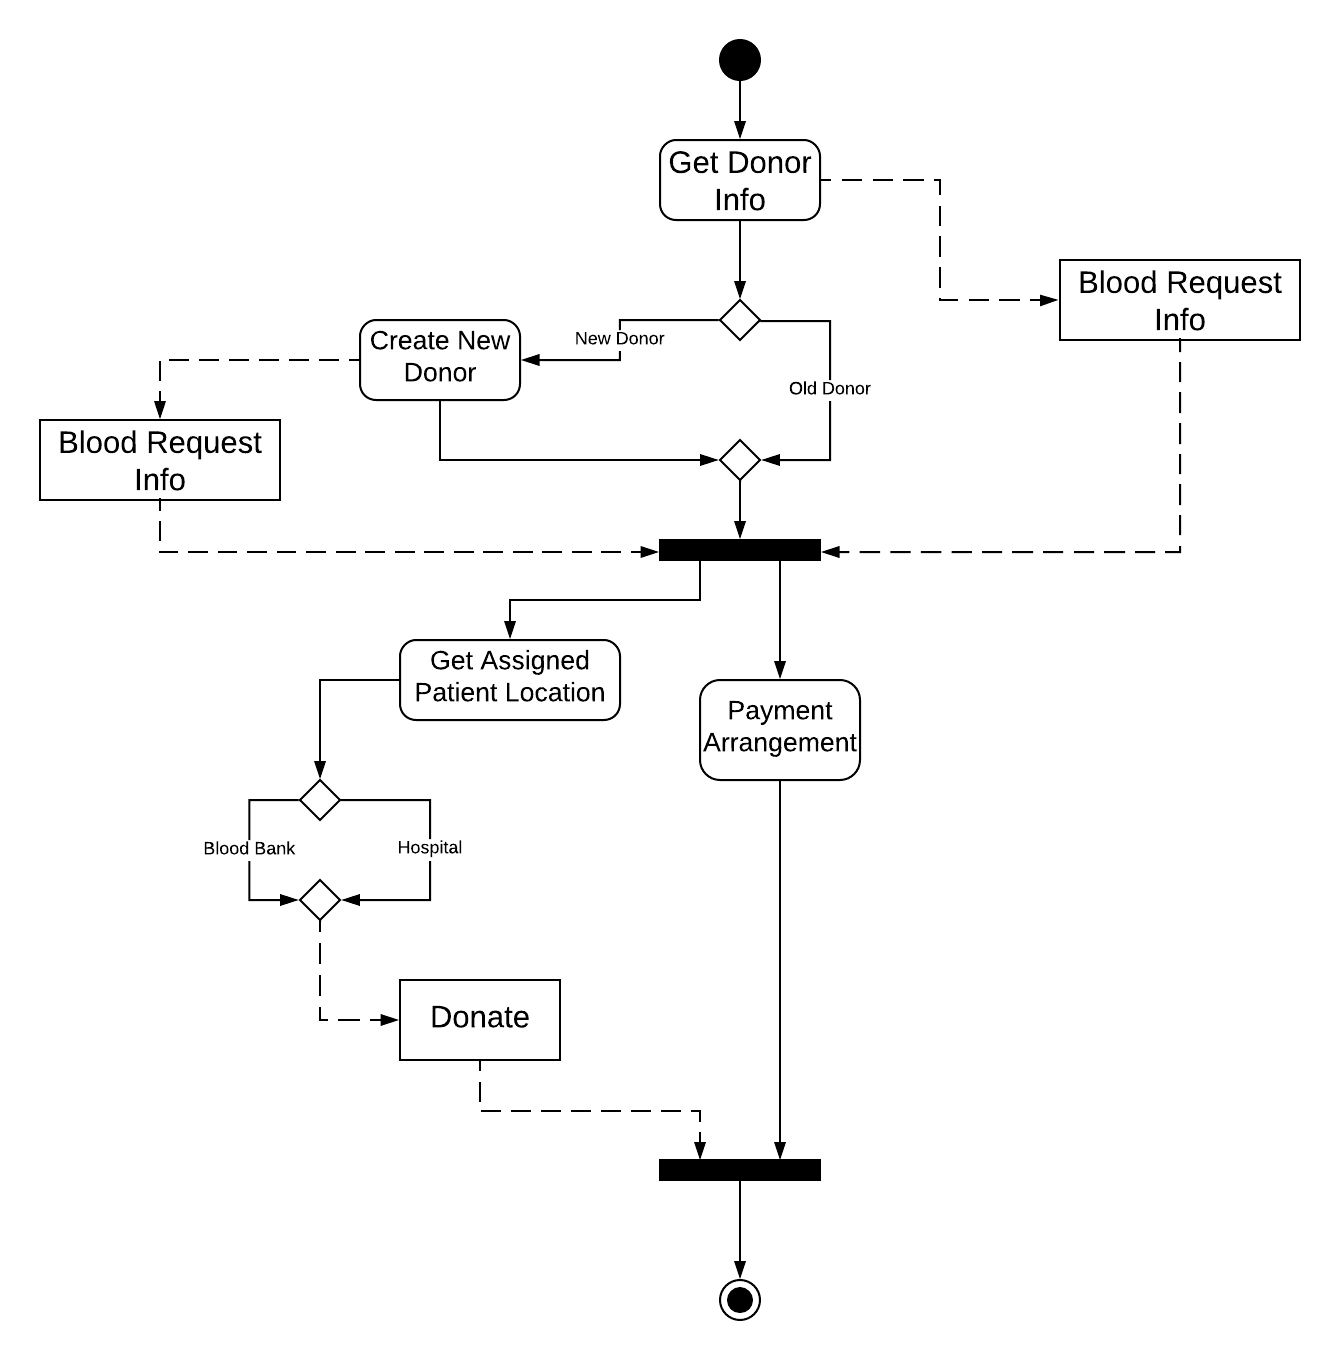 Get Donor
Info
Blood Request
Info
New Donor
Create New
Donor
Old Donor
Blood Request
Info
Get Assigned
Patient Location
Payment
Arrangement
Blood Bank
Hospital
Donate